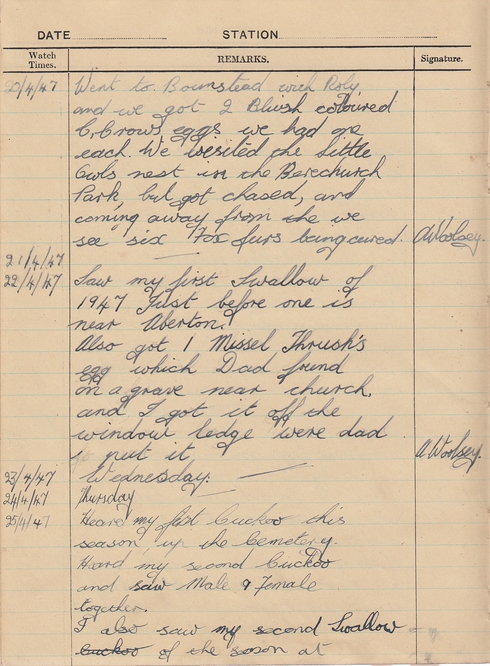 DATE STATION
Watch Times. REMARKS. Signature.
20/4/47 Went to Bounstead with Roly
and we got 2 Bluish coloured
C,Crows eggs we had one
each. We visited the Little
Owls nest in the Berechurch
Park, but got chased, and
coming away from the we
see six Fox furs being cured. A Woolsey.
21/4/47 —
22/4/47 Saw my first Swallow of
1947 Just before one is
near Aberton.
Also got 1 Missel Thrush's
egg which Dad found
on a grave near church,
and I got it off the
window ledge were dad
put it. A Woolsey.
23/4/47 Wednesday. —
24/4/47 Thursday
25/4/47 Heard my first Cuckoo this
season, up the Cemetery.
Heard my second Cuckoo
and saw Male & Female
together.
I also saw my second Swallow
Cuckoo of the season at